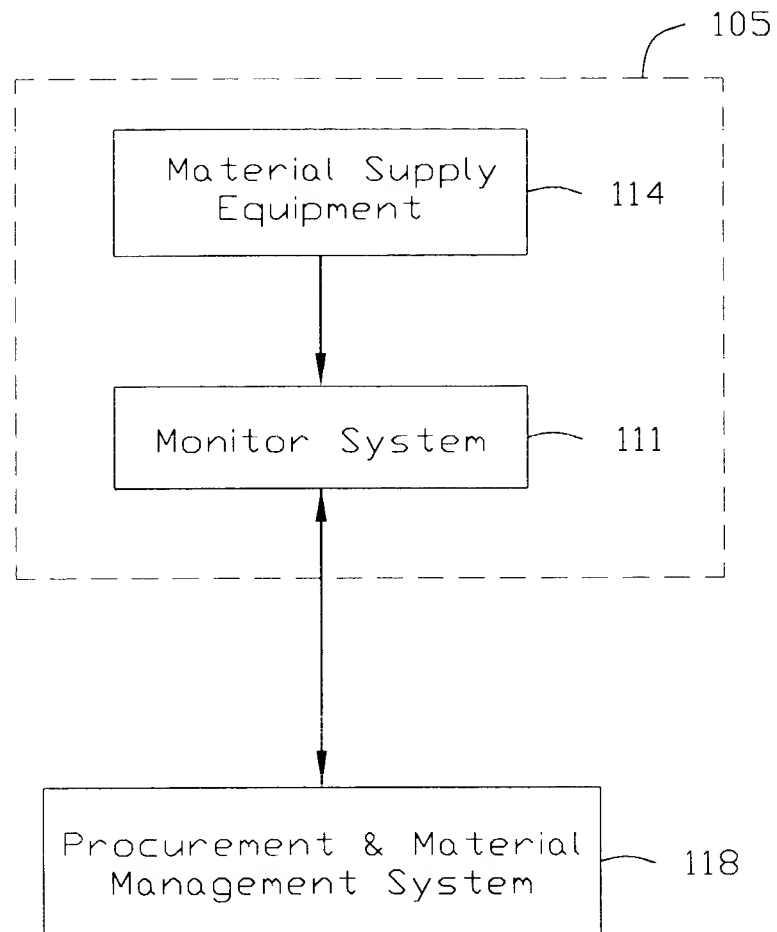 105
Material Supply
Equipment
114
Monitor System
111
Procurement & Material
Management System
118